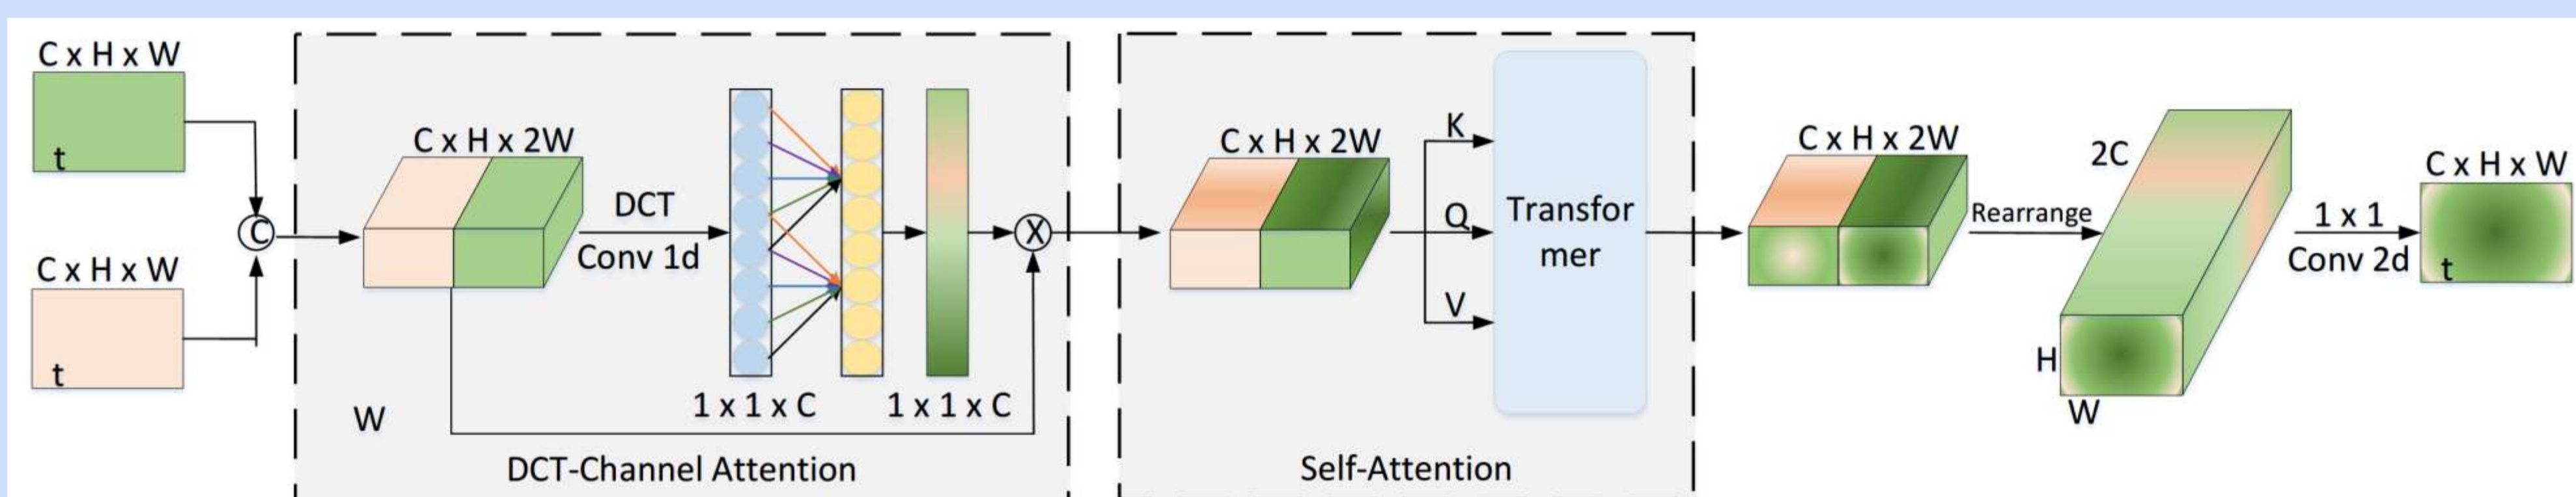 C x H x W
t
C x H x W
t
C
C x H x 2W
DCT
Conv 1d
1 x 1 x C
1 x 1 x C
X
W
DCT-Channel Attention
C x H x 2W
K
Q
V
Transfor
mer
Self-Attention
C x H x 2W
Rearrange
2C
H
W
1 x 1
Conv 2d
C x H x W
t